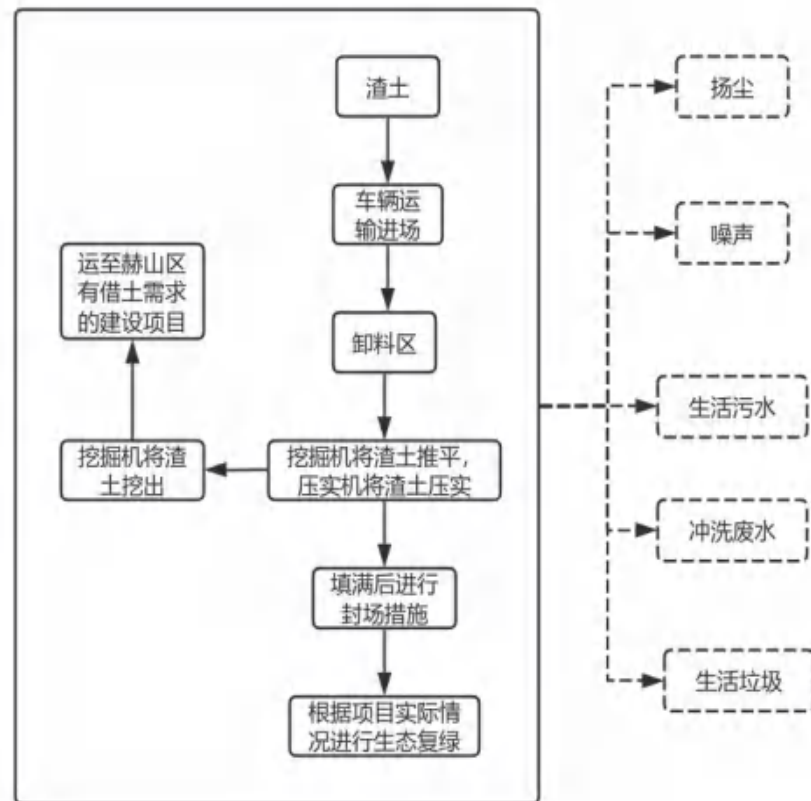 渣土
车辆运
输进场
卸料区
挖掘机将渣土推平，
压实机将渣土压实
挖掘机将渣
土挖出
运至赫山区
有借土需求
的建设项目
填满后进行
封场措施
根据项目实际情
况进行生态复绿
扬尘
噪声
生活污水
冲洗废水
生活垃圾